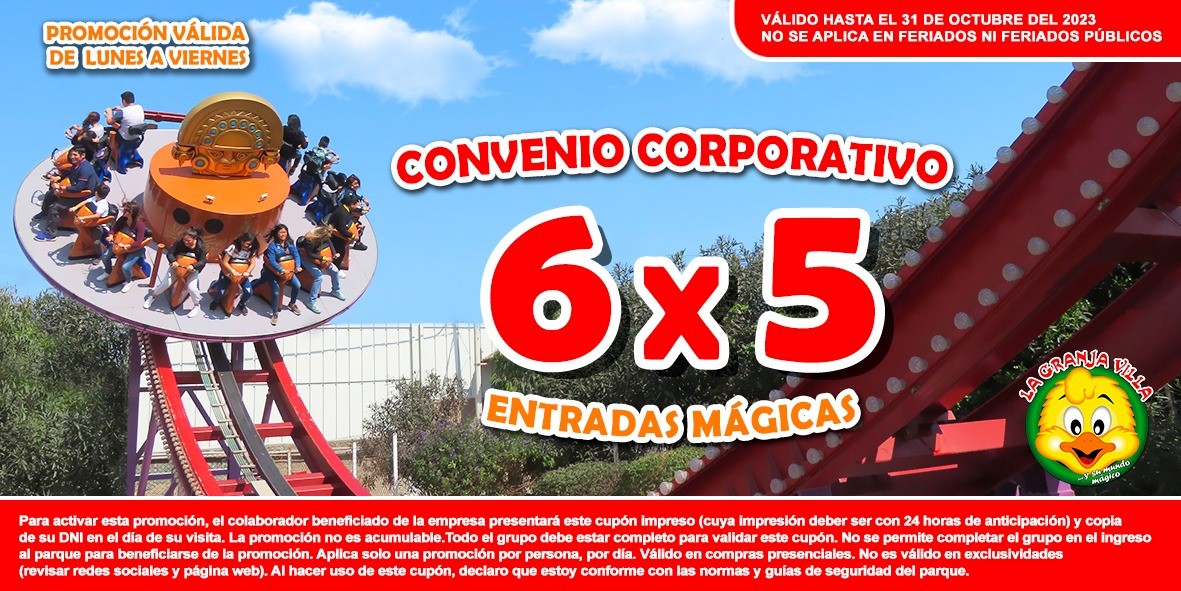 PROMOCIÓN VÁLIDA
DE LUNES A VIERNES
VÁLIDO HASTA EL 31 DE OCTUBRE DEL 2023
NO SE APLICA EN FERIADOS NI FERIADOS PÚBLICOS
CONVENIO CORPORATIVO
6 x 5
ENTRADAS MÁGICAS
LA GRANJA VILLA
...y su mundo
mágico
Para activar esta promoción, el colaborador beneficiado de la empresa presentará este cupón impreso (cuya impresión deber ser con 24 horas de anticipación) y copia
de su DNI en el día de su visita. La promoción no es acumulable.Todo el grupo debe estar completo para validar este cupón. No se permite completar el grupo en el ingreso
al parque para beneficiarse de la promoción. Aplica solo una promoción por persona, por día. Válido en compras presenciales. No es válido en exclusividades
(revisar redes sociales y página web). Al hacer uso de este cupón, declaro que estoy conforme con las normas y guías de seguridad del parque.